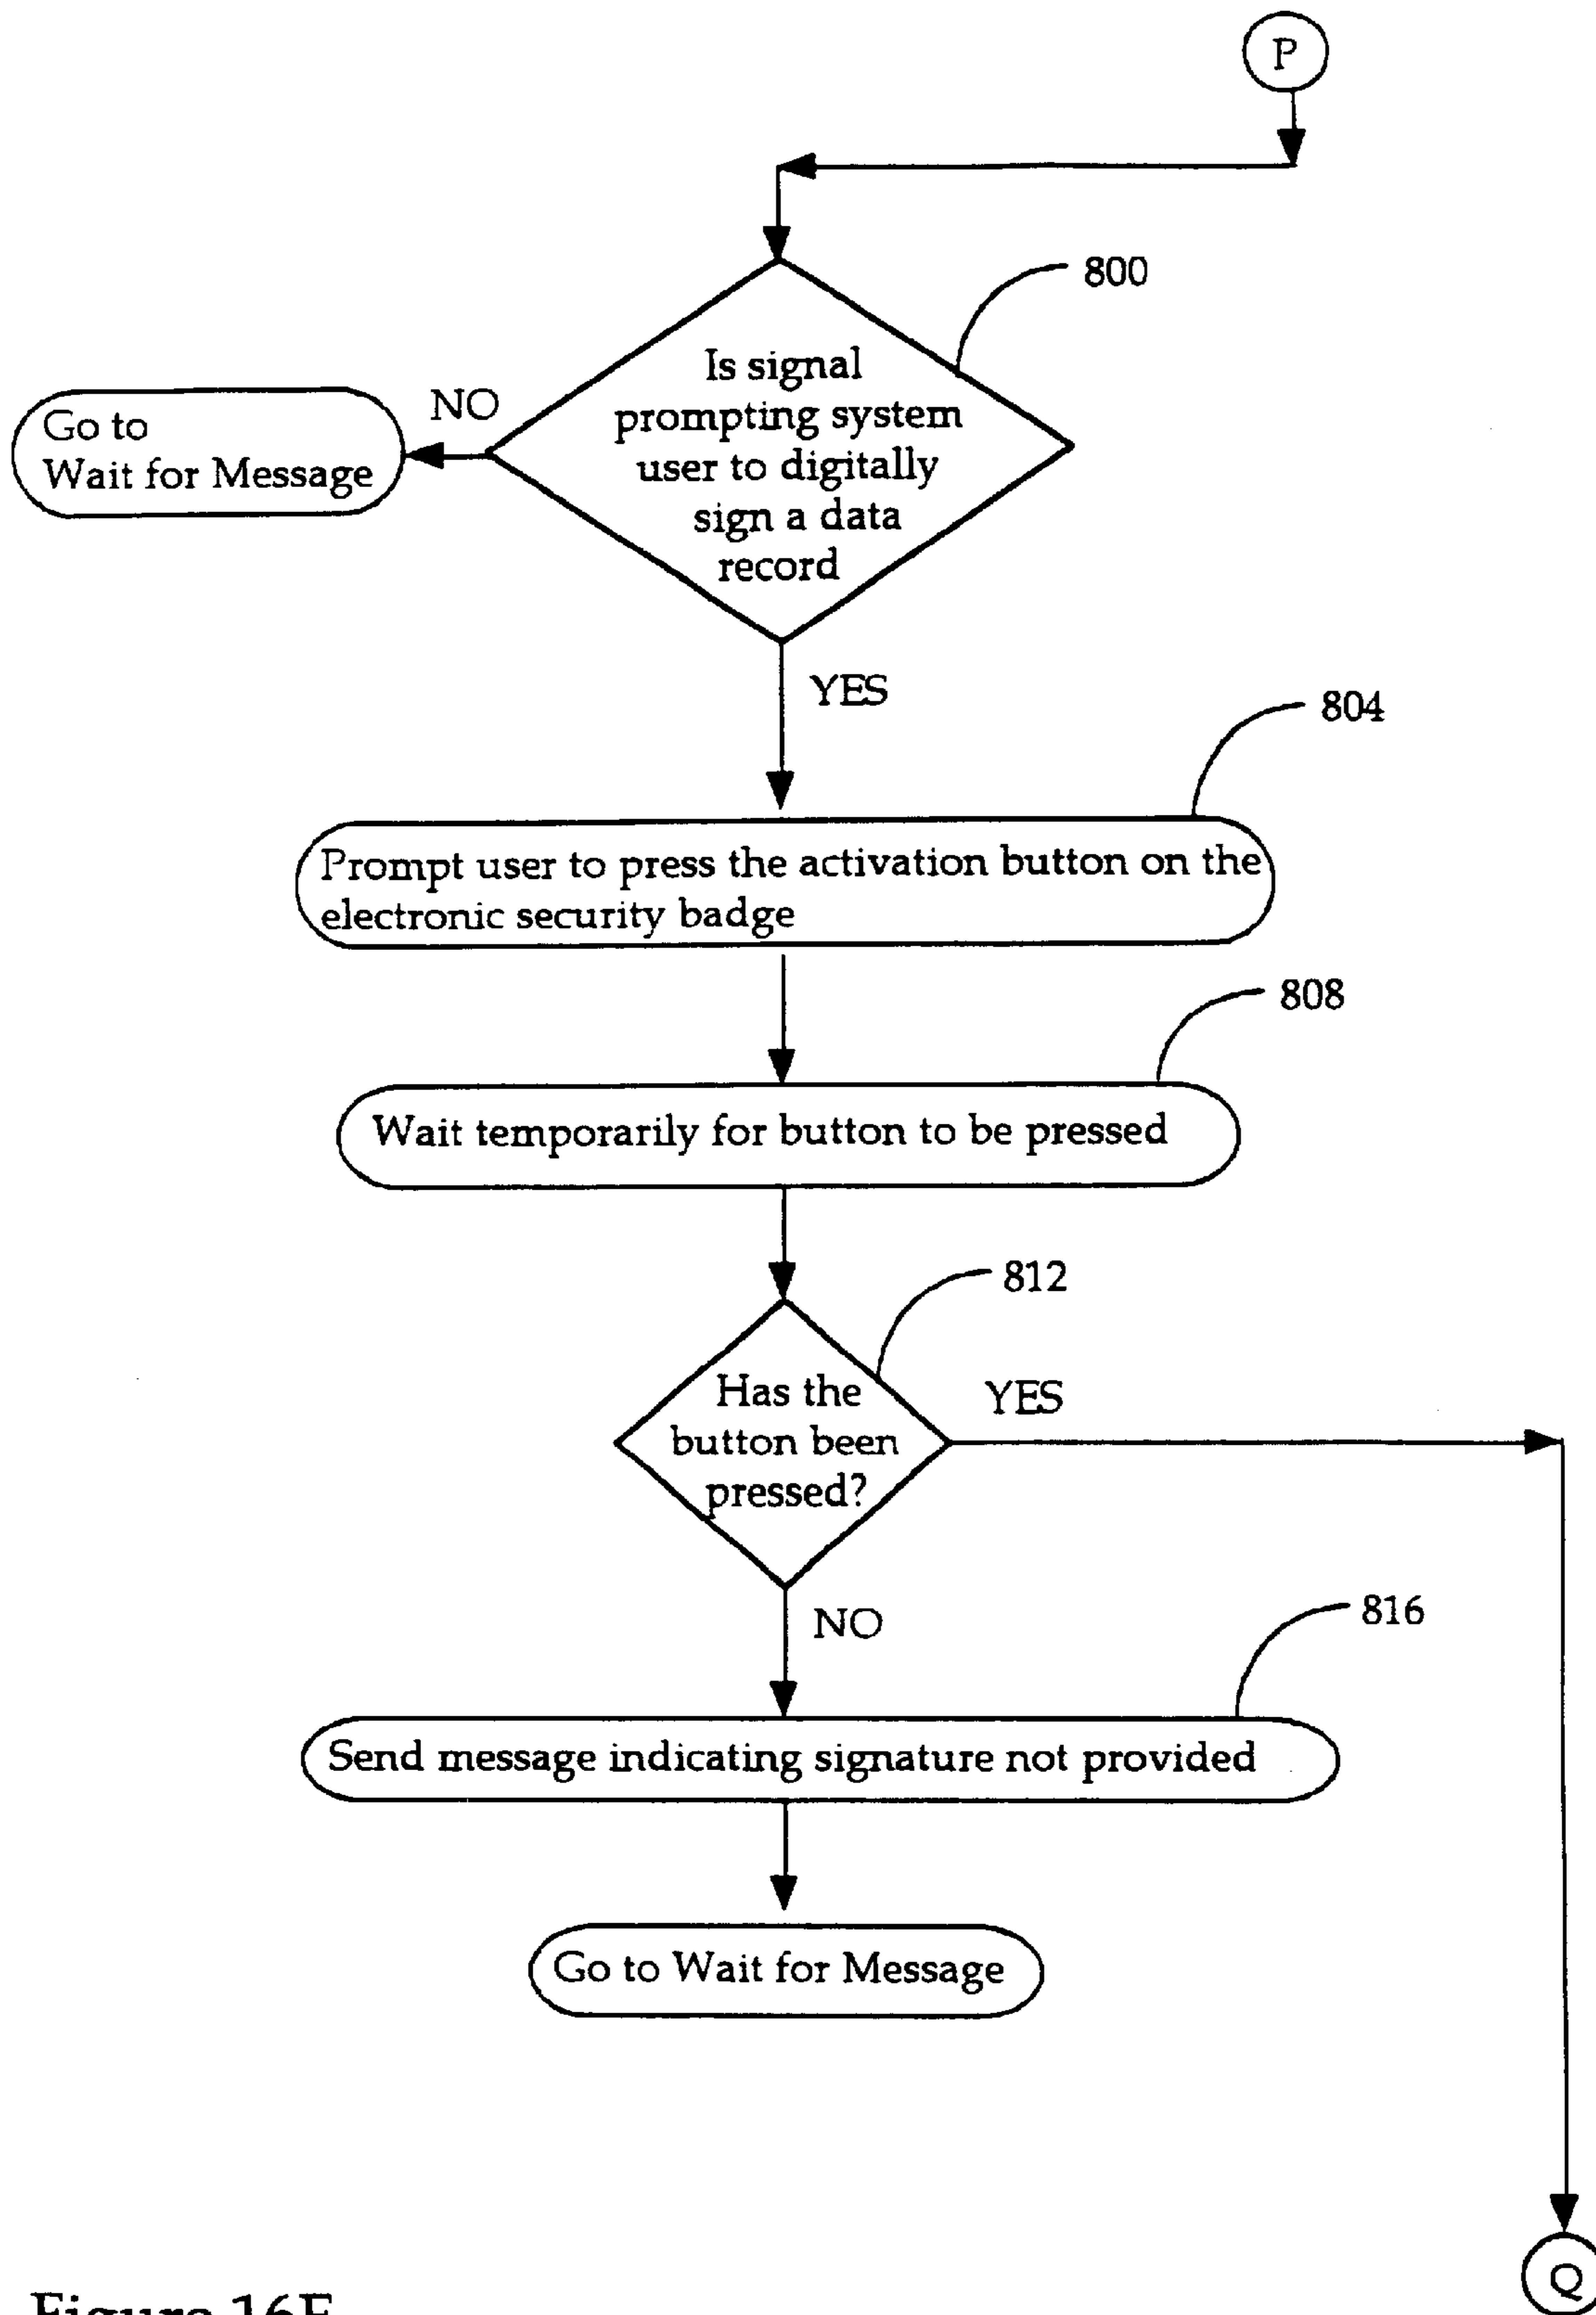 P
800
Is signal
prompting system
user to digitally
sign a data
record
NO
Go to
Wait for Message
YES
804
Prompt user to press the activation button on the
electronic security badge
808
Wait temporarily for button to be pressed
812
Has the
button been
pressed?
YES
NO
816
Send message indicating signature not provided
Go to Wait for Message
Q